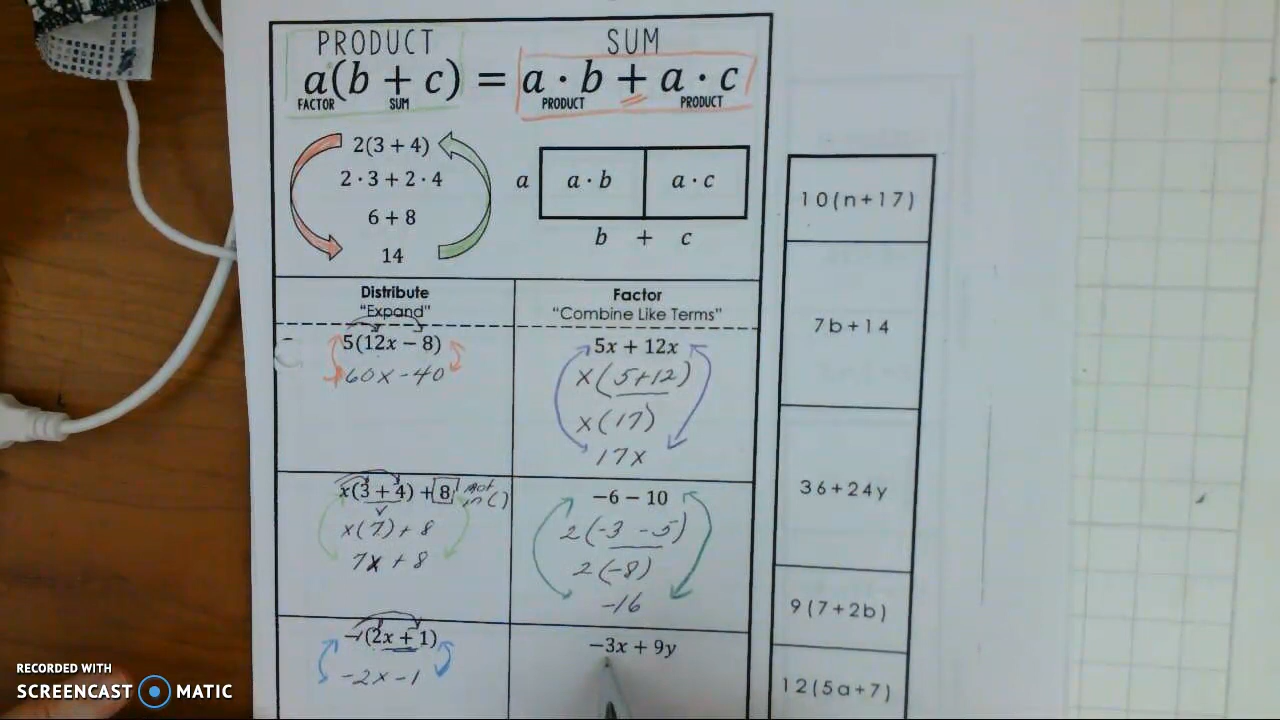 PRODUCT SUM
a(b + c) = a · b + a · c
FACTOR SUM PRODUCT PRODUCT
2(3 + 4)
2 · 3 + 2 · 4
6 + 8
14
a a · b a · c
b + c
Distribute
"Expand"
5(12x − 8)
60x - 40
x(3 + 4) + 8 not in ( )
x(7) + 8
7x + 8
−(2x + 1)
-2x - 1
Factor
"Combine Like Terms"
5x + 12x
x(5+12)
x(17)
17x
−6 − 10
2(-3 - 5)
2(-8)
-16
−3x + 9y
10(n+17)
7b+14
36+24y
9(7+2b)
12(5a+7)
RECORDED WITH
SCREENCAST MATIC